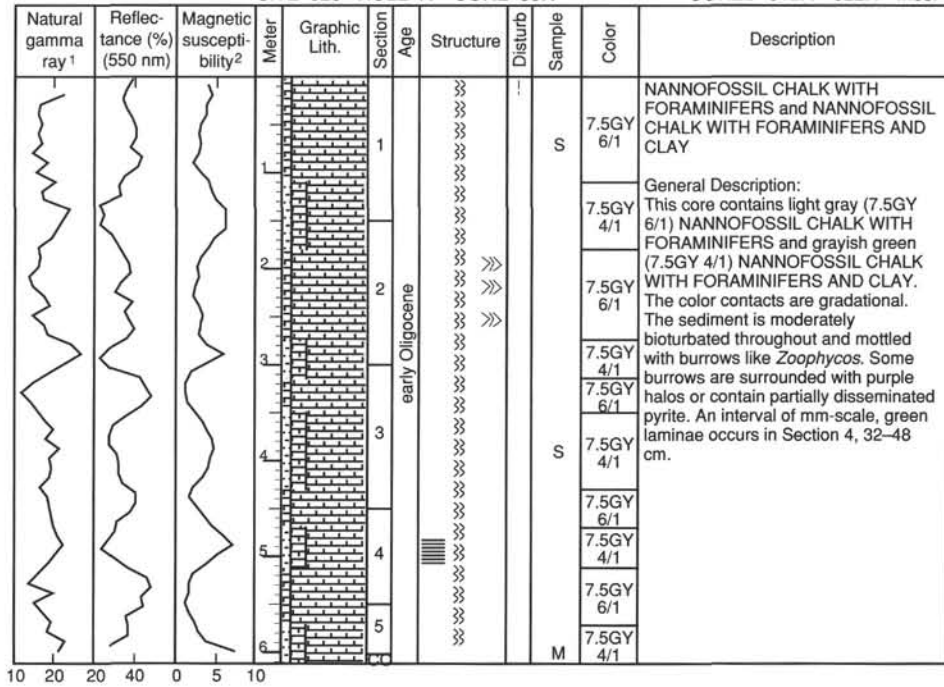 Natural gamma ray 1
Reflec-tance (%) (550 nm)
Magnetic suscepti-bility2
Meter
Graphic Lith.
Section
Age
Structure
Disturb
Sample
Color
Description
1
2
3
4
5
6
1
2
3
4
5
CC
early Oligocene
S
S
M
7.5GY 6/1
7.5GY 4/1
7.5GY 6/1
7.5GY 4/1
7.5GY 6/1
7.5GY 4/1
7.5GY 6/1
7.5GY 4/1
7.5GY 6/1
7.5GY 4/1
NANNOFOSSIL CHALK WITH
FORAMINIFERS and NANNOFOSSIL
CHALK WITH FORAMINIFERS AND
CLAY
General Description:
This core contains light gray (7.5GY
6/1) NANNOFOSSIL CHALK WITH
FORAMINIFERS and grayish green
(7.5GY 4/1) NANNOFOSSIL CHALK
WITH FORAMINIFERS AND CLAY.
The color contacts are gradational.
The sediment is moderately
bioturbated throughout and mottled
with burrows like Zoophycos. Some
burrows are surrounded with purple
halos or contain partially disseminated
pyrite. An interval of mm-scale, green
laminae occurs in Section 4, 32–48
cm.
10 20 20 40 0 5 10